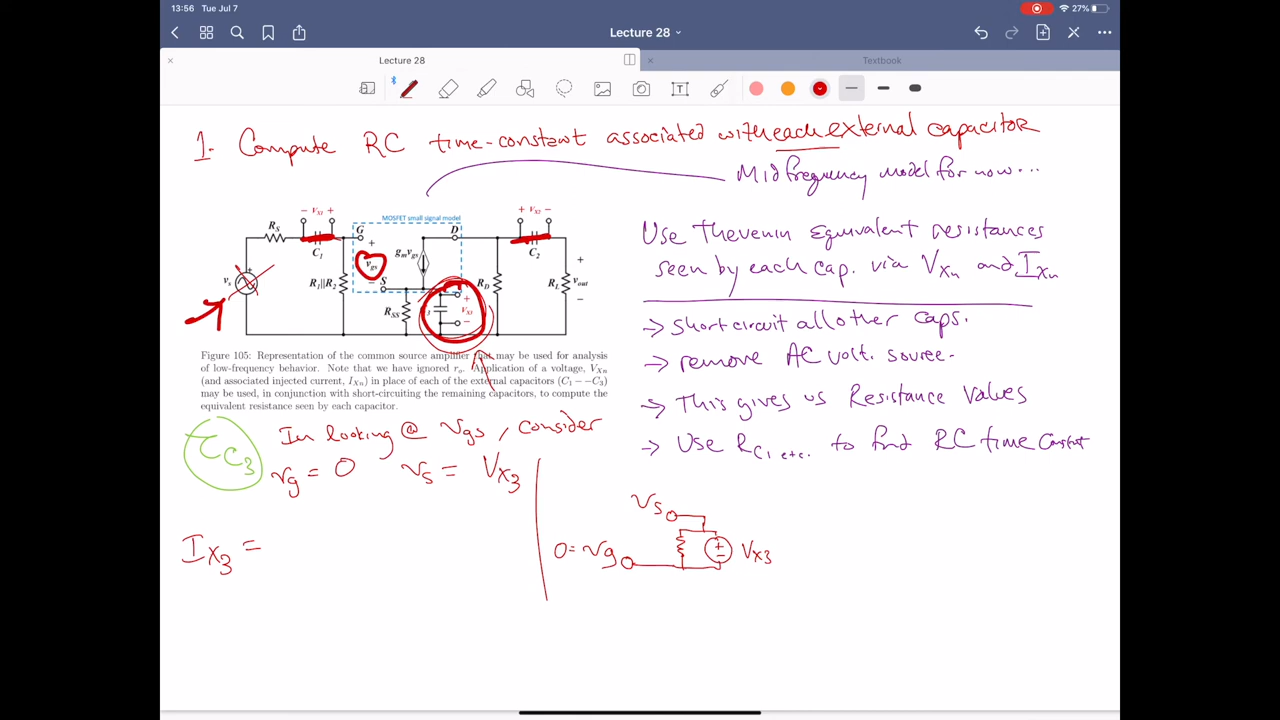 13:56 Tue Jul 7
27%
Lecture 28
Lecture 28
Textbook
1. Compute RC time-constant associated with each external capacitor
Midfrequency model for now...
MOSFET small signal model
− VX1 +
+ VX2 −
RS
C1
G
D
C2
+
vgs
−
S
gmvgs
vs
R1||R2
RSS
+
VX3
−
RD
RL
+
vout
−
Use Thevenin equivalent resistances
seen by each cap. via VXn and IXn
→ short circuit all other caps.
→ remove AC volt. source.
→ This gives us Resistance Values
→ Use RC1 etc. to find RC time constant
Figure 105: Representation of the common source amplifier that may be used for analysis
of low-frequency behavior. Note that we have ignored ro. Application of a voltage, VXn
(and associated injected current, IXn) in place of each of the external capacitors (C1 − −C3)
may be used, in conjunction with short-circuiting the remaining capacitors, to compute the
equivalent resistance seen by each capacitor.
τC3
In looking @ vgs, consider
vg = 0 vs = VX3
IX3 =
vs
0 = vg
+
−
VX3